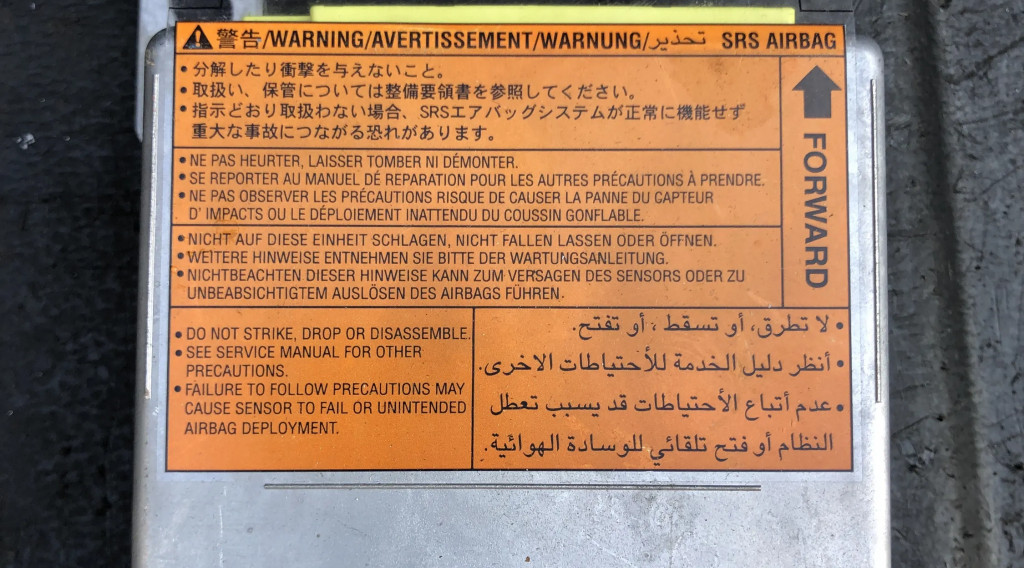 警告/WARNING/AVERTISSEMENT/WARNUNG/تحذير SRS AIRBAG
• 分解したり衝撃を与えないこと。
• 取扱い、保管については整備要領書を参照してください。
• 指示どおり取扱わない場合、SRSエアバッグシステムが正常に機能せず
重大な事故につながる恐れがあります。
FORWARD
• NE PAS HEURTER, LAISSER TOMBER NI DÉMONTER.
• SE REPORTER AU MANUEL DÉ REPARATION POUR LES AUTRES PRÉCAUTIONS À PRENDRE.
• NE PAS OBSERVER LES PRÉCAUTIONS RISQUE DE CAUSER LA PANNE DU CAPTEUR
D' IMPACTS OU LE DÉPLOIEMENT INATTENDU DU COUSSIN GONFLABLE.
• NICHT AUF DIESE EINHEIT SCHLAGEN, NICHT FALLEN LASSEN ODER ÖFFNEN.
• WEITERE HINWEISE ENTNEHMEN SIE BITTE DER WARTUNGSANLEITUNG.
• NICHTBEACHTEN DIESER HINWEISE KANN ZUM VERSAGEN DES SENSORS ODER ZU
UNBEABSICHTIGTEM AUSLÖSEN DES AIRBAGS FÜHREN.
• DO NOT STRIKE, DROP OR DISASSEMBLE.
• SEE SERVICE MANUAL FOR OTHER
PRECAUTIONS.
• FAILURE TO FOLLOW PRECAUTIONS MAY
CAUSE SENSOR TO FAIL OR UNINTENDED
AIRBAG DEPLOYMENT.
• لا تطرق، أو تسقط ، أو تفتح.
• أنظر دليل الخدمة للأحتياطات الاخرى.
• عدم أتباع الأحتياطات قد يسبب تعطل
النظام أو فتح تلقائي للوسادة الهوائية.